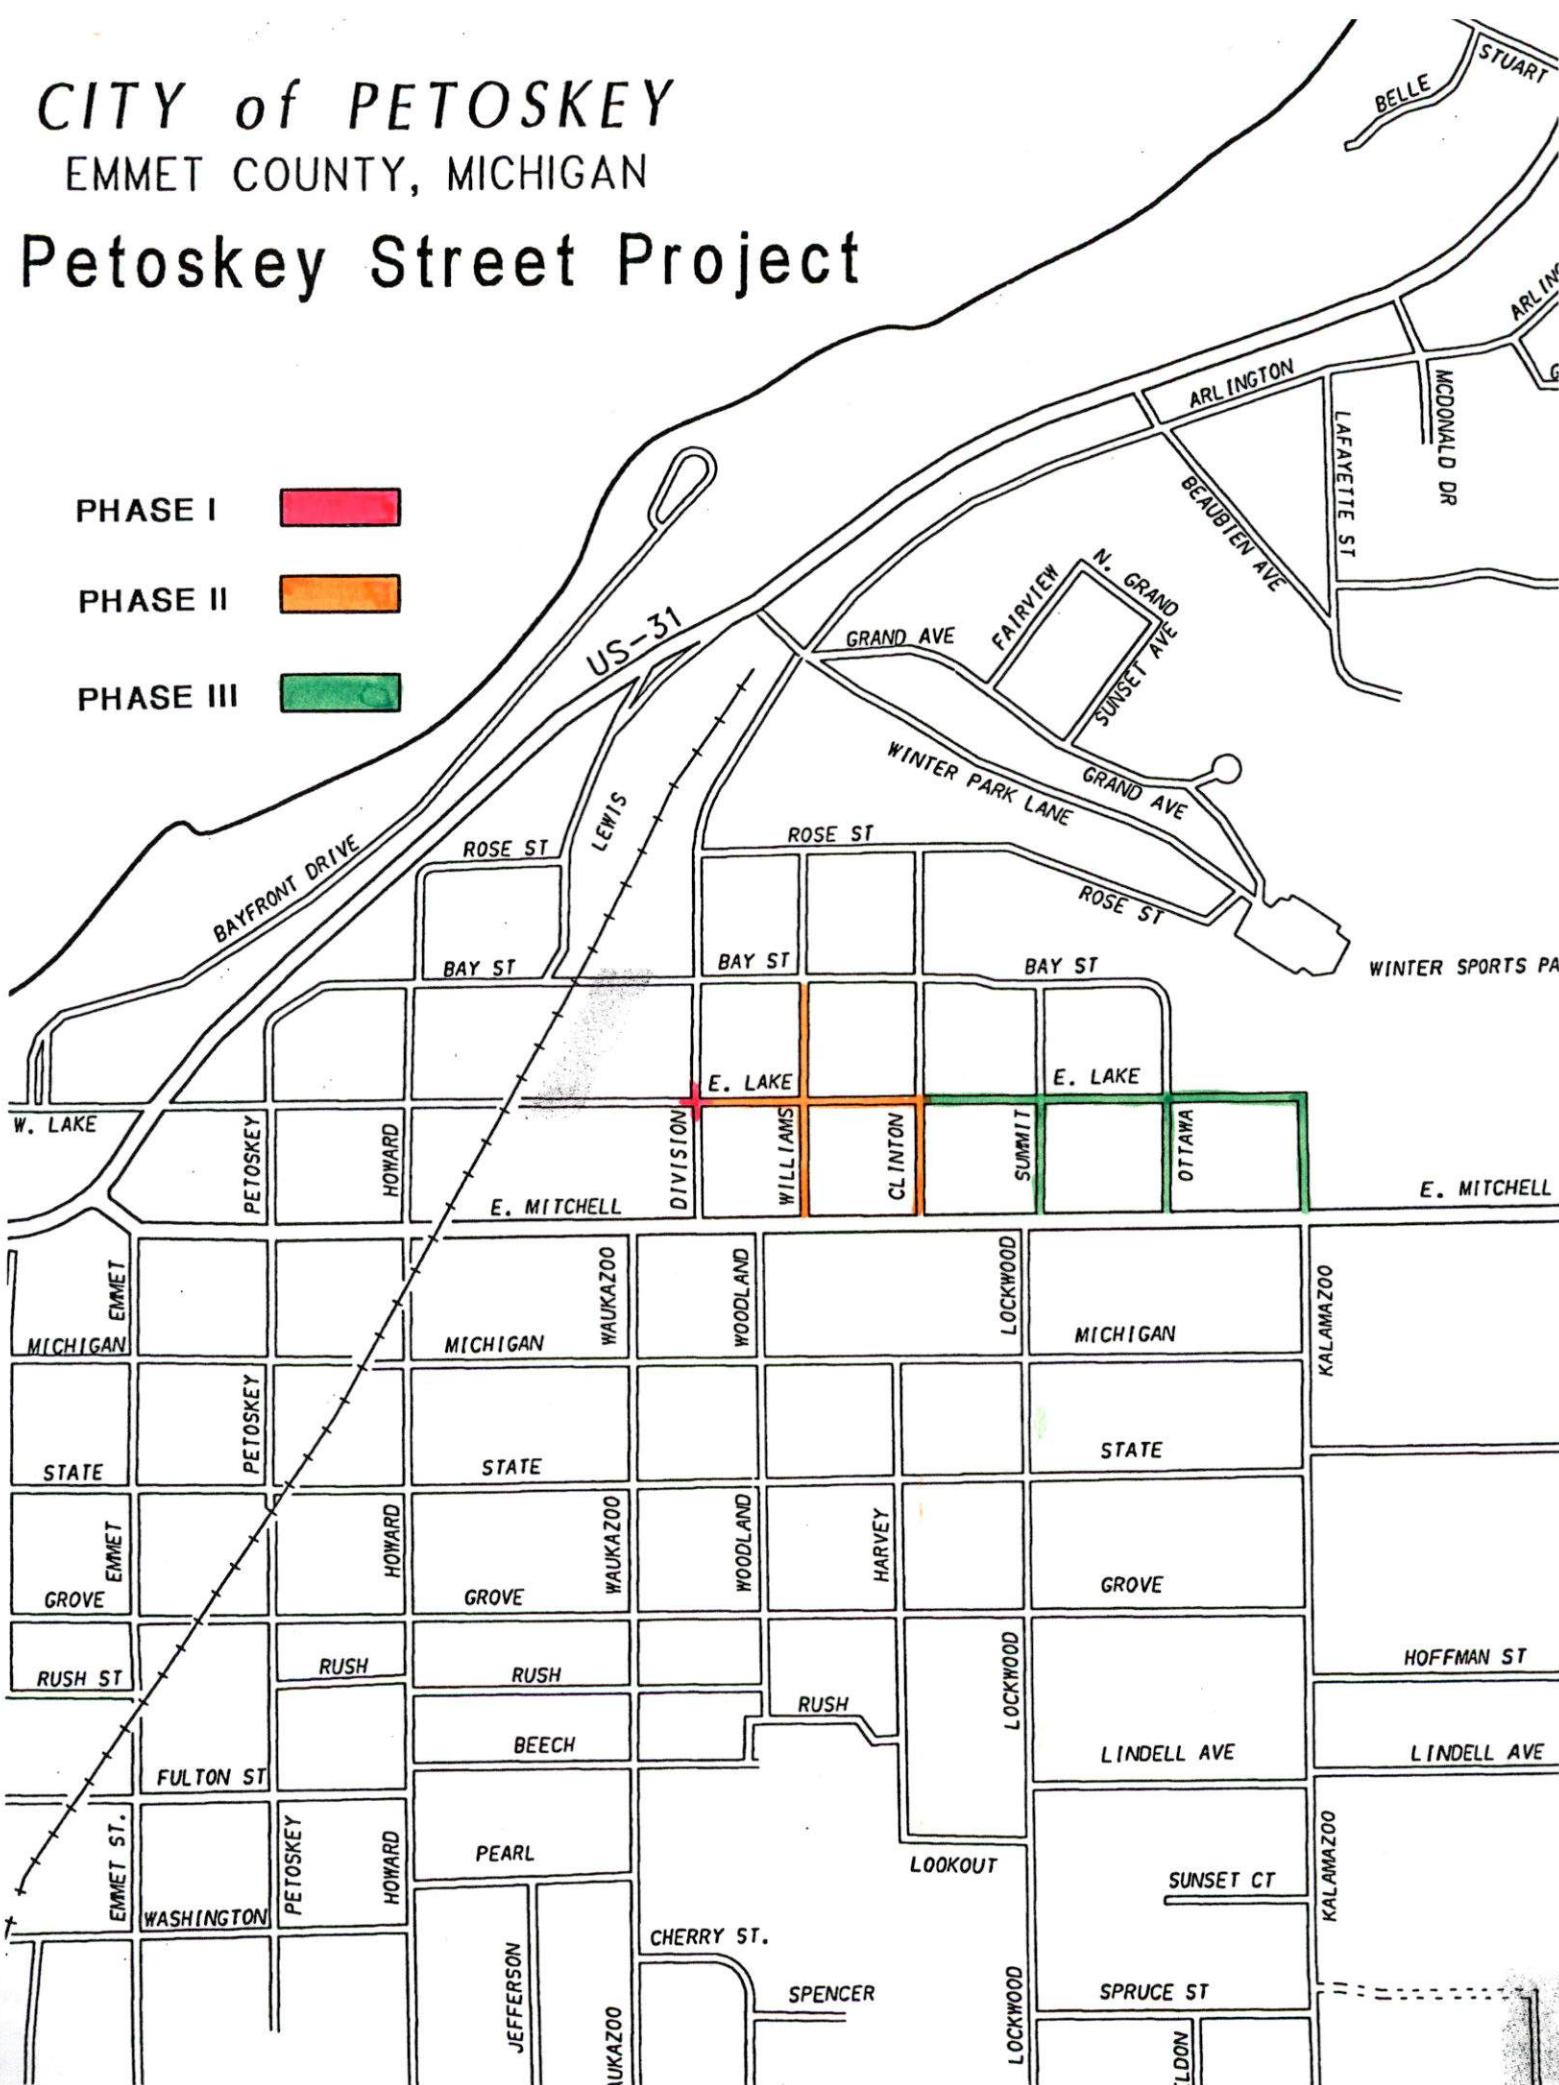 CITY of PETOSKEY
EMMET COUNTY, MICHIGAN
Petoskey Street Project
PHASE I
PHASE II
PHASE III
STUART
BELLE
ARLINGTON
MCDONALD DR
LAFAYETTE ST
BEAUBIEN AVE
US-31
GRAND AVE
FAIRVIEW
N. GRAND
SUNSET AVE
WINTER PARK LANE
GRAND AVE
LEWIS
ROSE ST
ROSE ST
ROSE ST
BAYFRONT DRIVE
BAY ST
BAY ST
BAY ST
WINTER SPORTS PA
E. LAKE
E. LAKE
W. LAKE
PETOSKEY
HOWARD
DIVISION
WILLIAMS
CLINTON
SUMMIT
OTTAWA
E. MITCHELL
E. MITCHELL
EMMET
WAUKAZOO
WOODLAND
LOCKWOOD
KALAMAZOO
MICHIGAN
MICHIGAN
MICHIGAN
PETOSKEY
STATE
STATE
STATE
EMMET
HOWARD
WAUKAZOO
WOODLAND
HARVEY
GROVE
GROVE
GROVE
RUSH ST
RUSH
RUSH
RUSH
LOCKWOOD
HOFFMAN ST
BEECH
LINDELL AVE
LINDELL AVE
FULTON ST
EMMET ST.
PETOSKEY
HOWARD
PEARL
LOOKOUT
SUNSET CT
KALAMAZOO
WASHINGTON
CHERRY ST.
JEFFERSON
SPENCER
LOCKWOOD
SPRUCE ST
UKAZOO
LDON